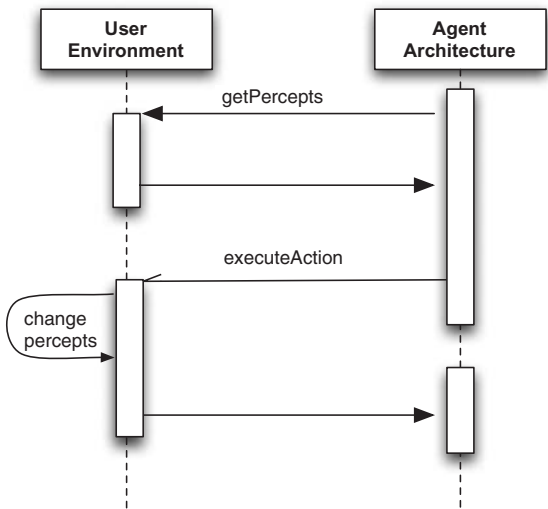 User
Environment
Agent
Architecture
getPercepts
executeAction
change
percepts